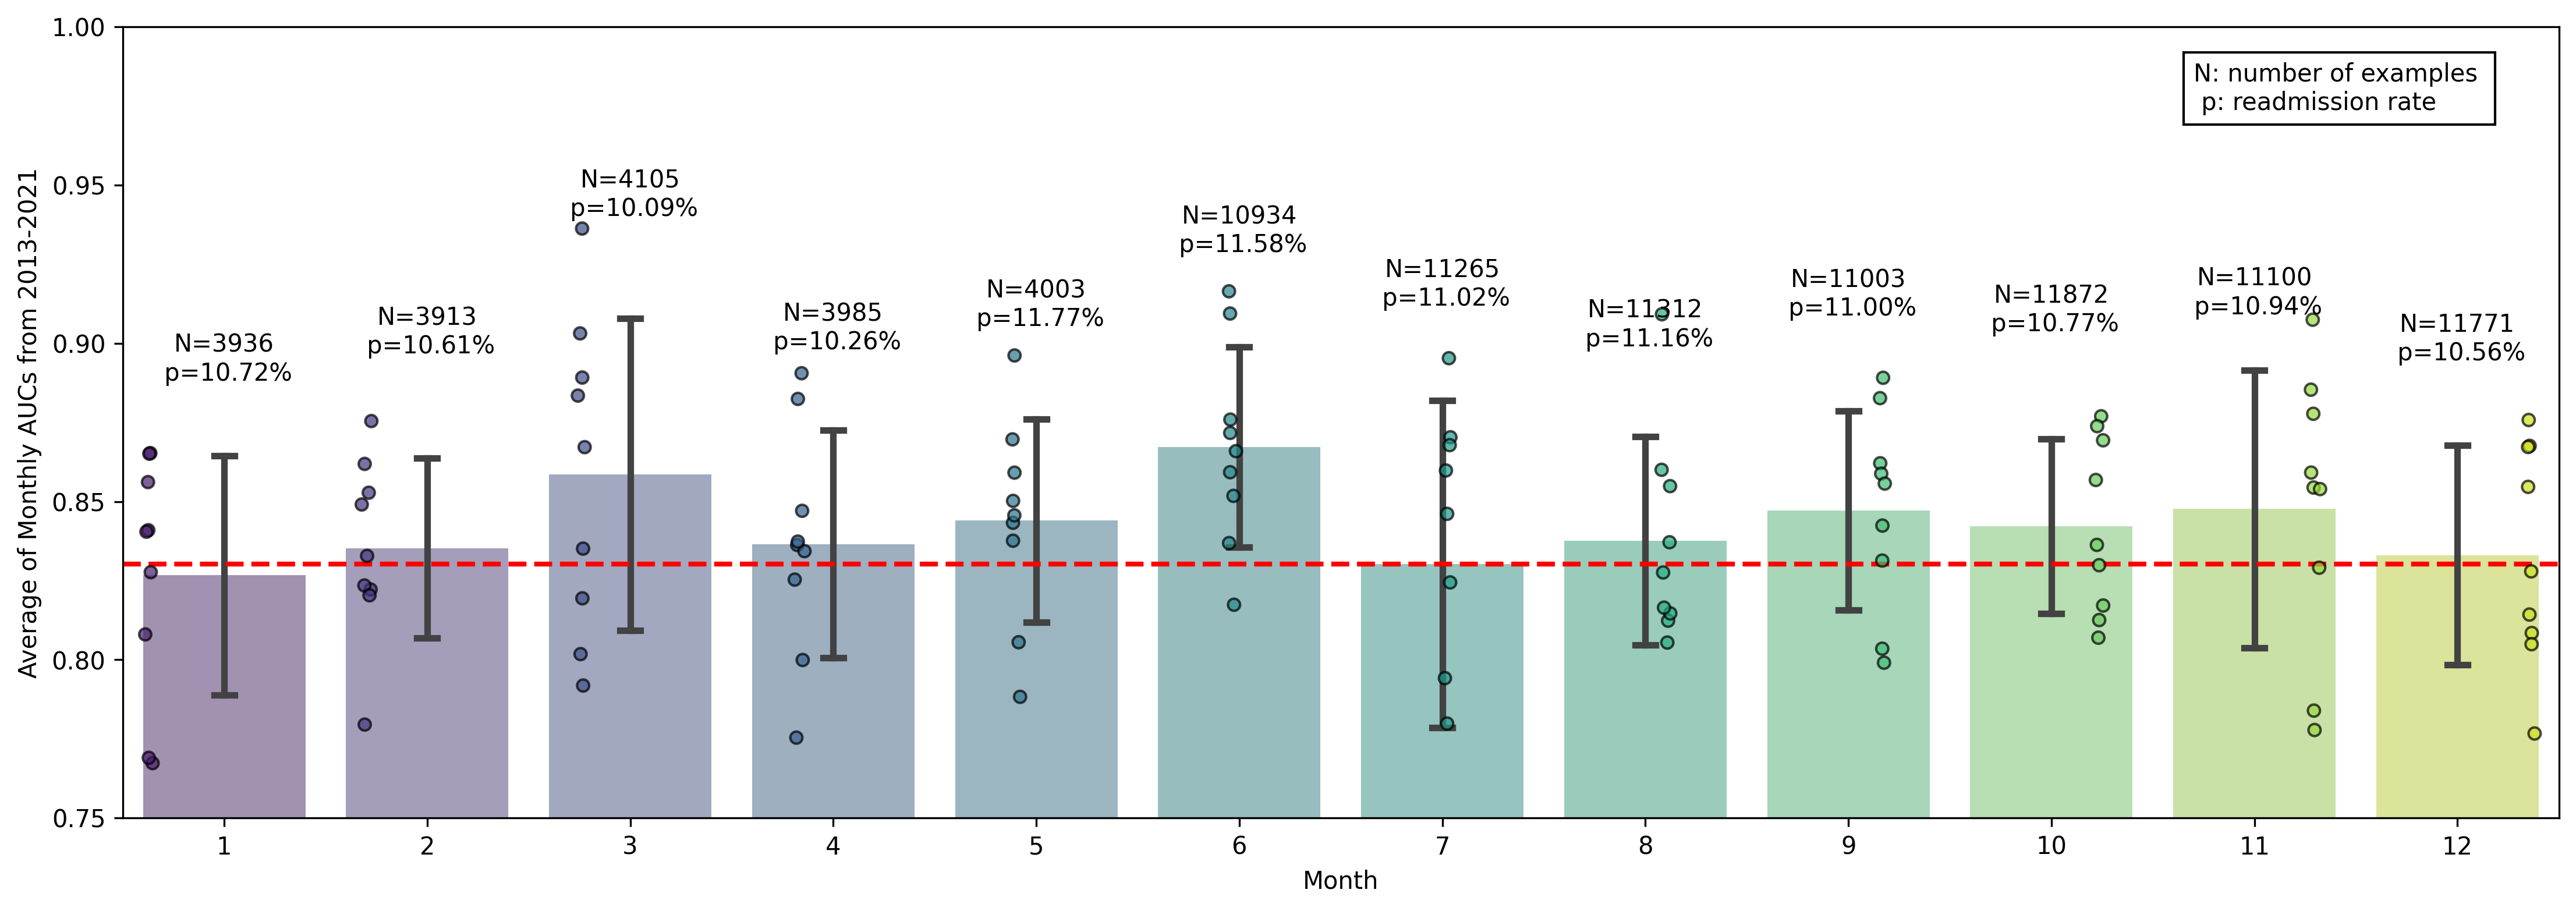 N: number of examples
p: readmission rate
Average of Monthly AUCs from 2013-2021
1.00
0.95
0.90
0.85
0.80
0.75
N=3936
p=10.72%
N=3913
p=10.61%
N=4105
p=10.09%
N=3985
p=10.26%
N=4003
p=11.77%
N=10934
p=11.58%
N=11265
p=11.02%
N=11312
p=11.16%
N=11003
p=11.00%
N=11872
p=10.77%
N=11100
p=10.94%
N=11771
p=10.56%
1 2 3 4 5 6 7 8 9 10 11 12
Month